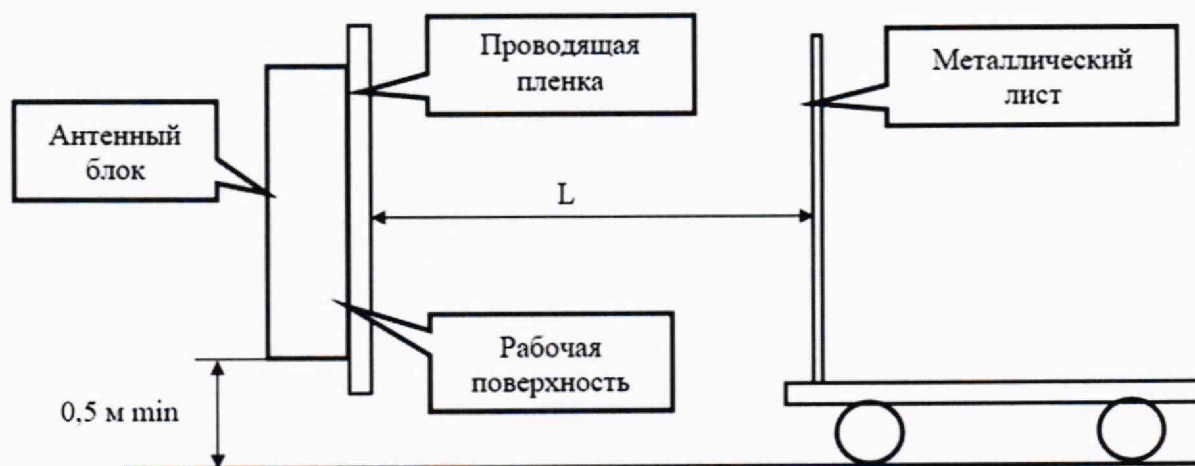 Проводящая
пленка
Металлический
лист
Антенный
блок
L
Рабочая
поверхность
0,5 м min